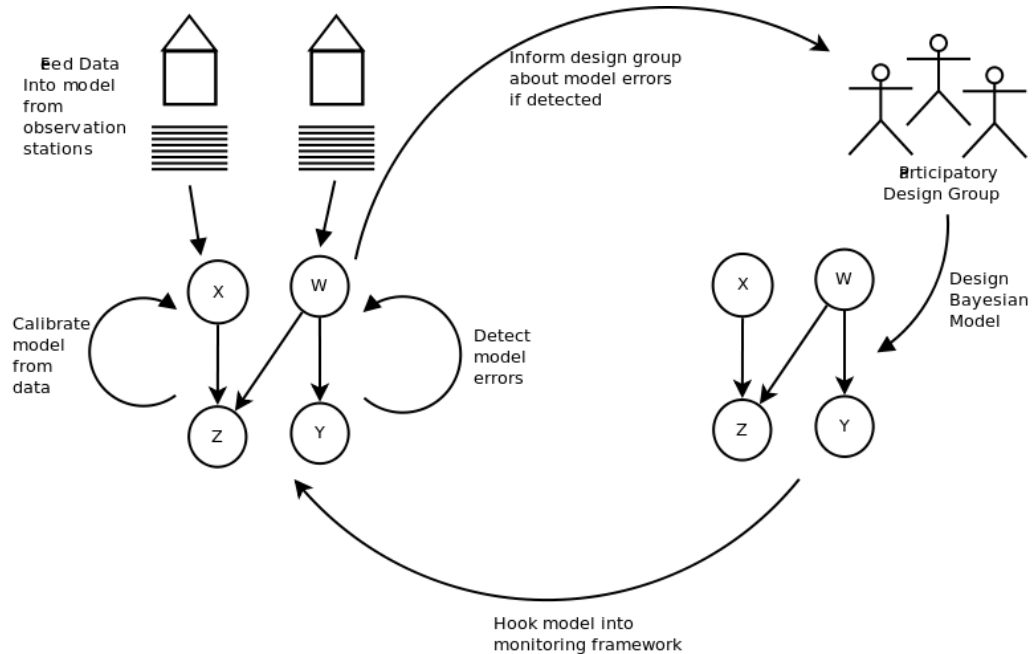 Feed Data
Into model
from
observation
stations
Inform design group
about model errors
if detected
Participatory
Design Group
X
W
Calibrate
model
from
data
Detect
model
errors
Z
Y
X
W
Design
Bayesian
Model
Z
Y
Hook model into
monitoring framework